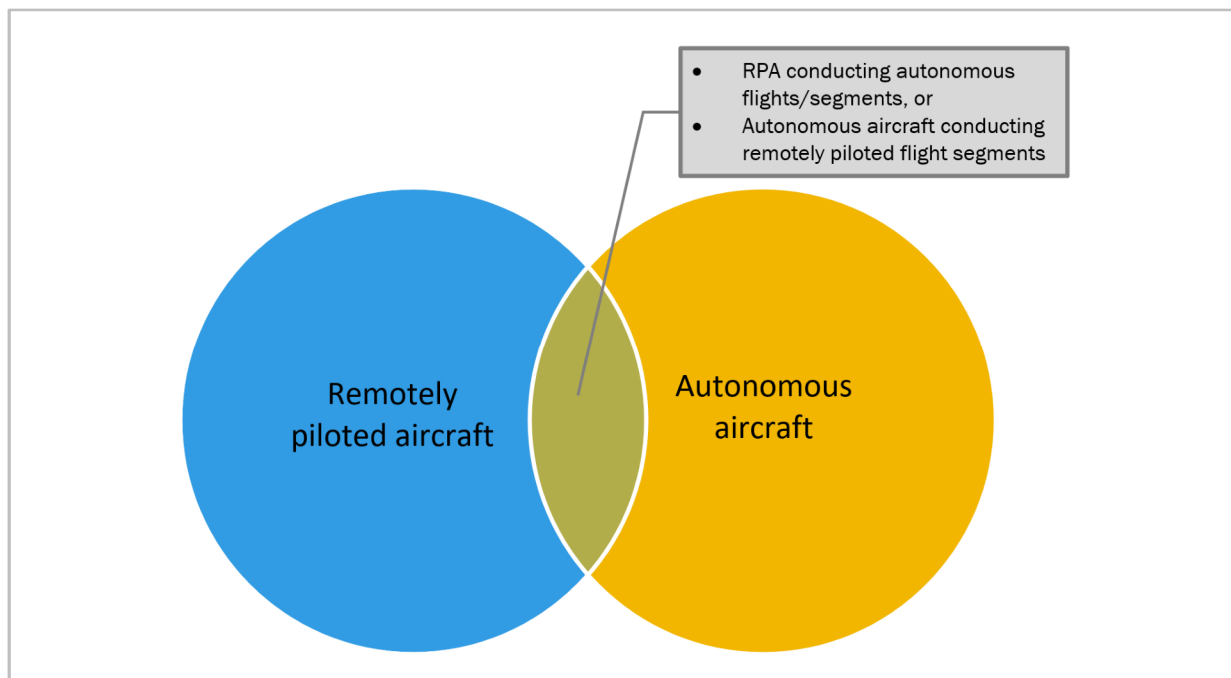 • RPA conducting autonomous
flights/segments, or
• Autonomous aircraft conducting
remotely piloted flight segments
Remotely
piloted aircraft
Autonomous
aircraft